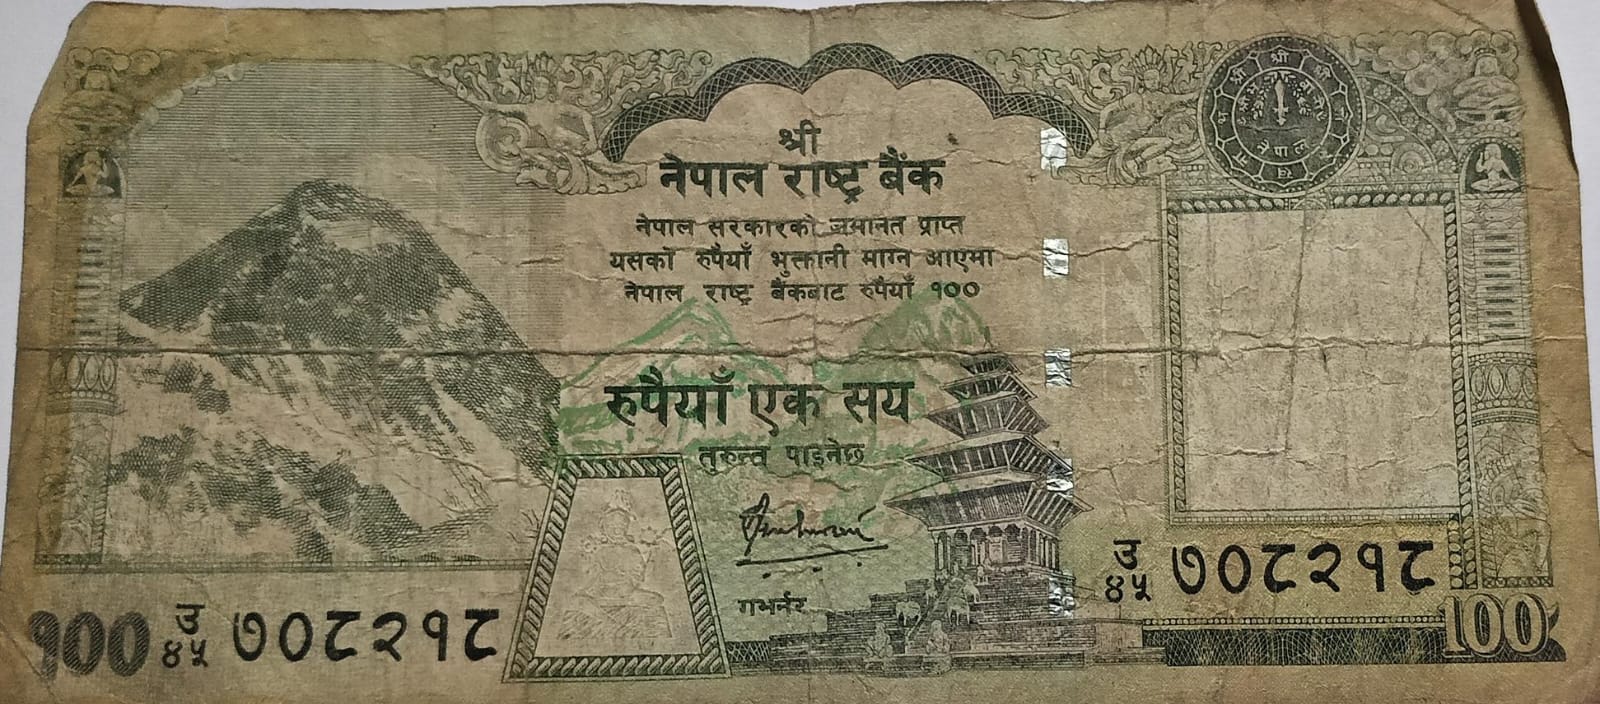 श्री
नेपाल राष्ट्र बैंक
नेपाल सरकारको जमानत प्राप्त
यसको रुपैयाँ भुक्तानी माग्न आएमा
नेपाल राष्ट्र बैंकबाट रुपैयाँ १००
रुपैयाँ एक सय
तुरुन्त पाइनेछ
गभर्नर
उ
४५ ७०८२१८
100
१०० उ
४५ ७०८२१८